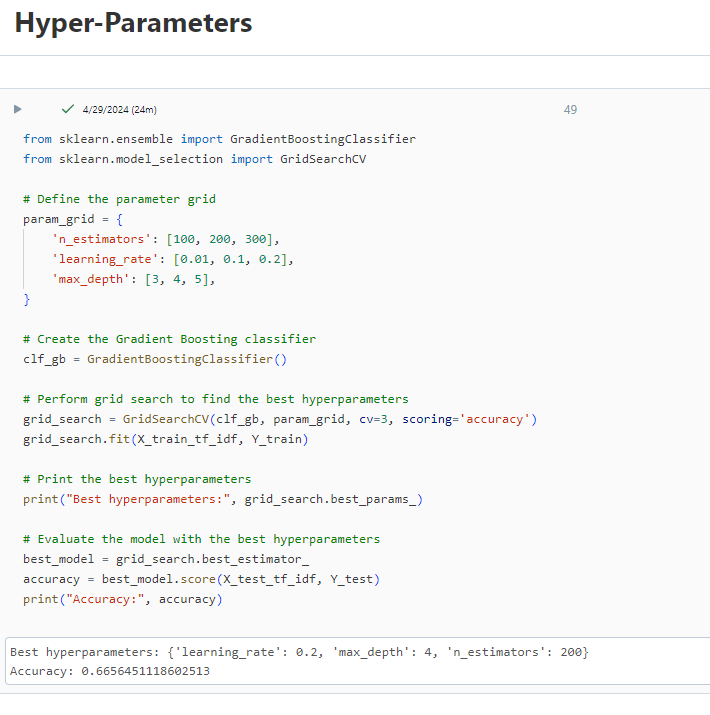 Hyper-Parameters
4/29/2024 (24m)
49
from sklearn.ensemble import GradientBoostingClassifier
from sklearn.model_selection import GridSearchCV
# Define the parameter grid
param_grid = {
    'n_estimators': [100, 200, 300],
    'learning_rate': [0.01, 0.1, 0.2],
    'max_depth': [3, 4, 5],
}
# Create the Gradient Boosting classifier
clf_gb = GradientBoostingClassifier()
# Perform grid search to find the best hyperparameters
grid_search = GridSearchCV(clf_gb, param_grid, cv=3, scoring='accuracy')
grid_search.fit(X_train_tf_idf, Y_train)
# Print the best hyperparameters
print("Best hyperparameters:", grid_search.best_params_)
# Evaluate the model with the best hyperparameters
best_model = grid_search.best_estimator_
accuracy = best_model.score(X_test_tf_idf, Y_test)
print("Accuracy:", accuracy)
Best hyperparameters: {'learning_rate': 0.2, 'max_depth': 4, 'n_estimators': 200}
Accuracy: 0.6656451118602513